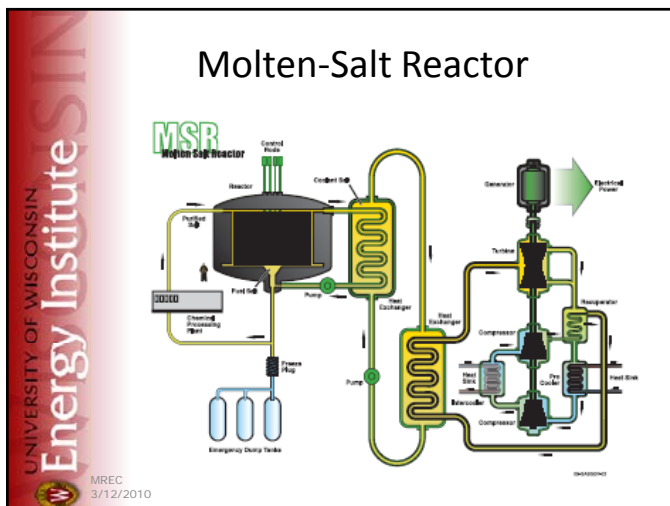 Molten-Salt Reactor
UNIVERSITY OF WISCONSIN
Energy Institute
MSR
Molten Salt Reactor
Control
Rods
Reactor
Coolant Salt
Purified
Salt
Fuel Salt
Pump
Chemical
Processing
Plant
Heat
Exchanger
Freeze
Plug
Emergency Dump Tanks
Pump
Heat
Exchanger
Generator
Electrical
Power
Turbine
Recuperator
Compressor
Heat
Sink
Pre
Cooler
Heat Sink
Intercooler
Compressor
W
MREC
3/12/2010